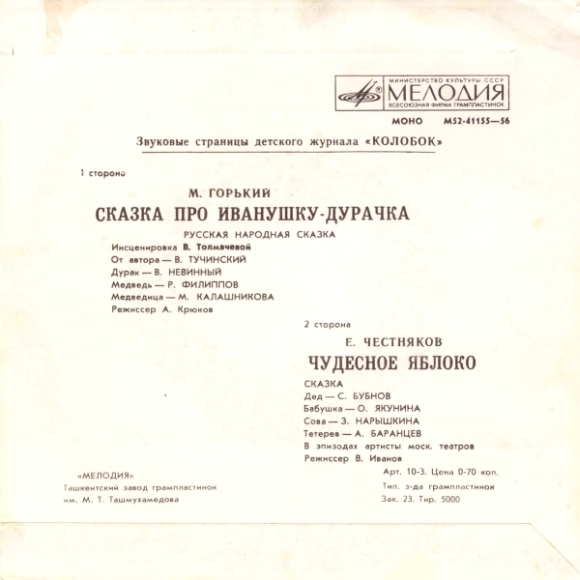 МИНИСТЕРСТВО КУЛЬТУРЫ СССР
МЕЛОДИЯ
ВСЕСОЮЗНАЯ ФИРМА ГРАМПЛАСТИНОК
МОНО М52-41155—56
Звуковые страницы детского журнала «КОЛОБОК»
1 сторона
М. ГОРЬКИЙ
СКАЗКА ПРО ИВАНУШКУ-ДУРАЧКА
РУССКАЯ НАРОДНАЯ СКАЗКА
Инсценировка В. Толмачевой
От автора — В. ТУЧИНСКИЙ
Дурак — В. НЕВИННЫЙ
Медведь — Р. ФИЛИППОВ
Медведица — М. КАЛАШНИКОВА
Режиссер А. Крюков
2 сторона
Е. ЧЕСТНЯКОВ
ЧУДЕСНОЕ ЯБЛОКО
СКАЗКА
Дед — С. БУБНОВ
Бабушка — О. ЯКУНИНА
Сова — З. НАРЫШКИНА
Тетерев — А. БАРАНЦЕВ
В эпизодах артисты моск. театров
Режиссер В. Иванов
«МЕЛОДИЯ»
Ташкентский завод грампластинок
им. М. Т. Ташмухамедова
Арт. 10-3. Цена 0-70 коп.
Тип. з-да грампластинок
Зак. 23. Тир. 5000